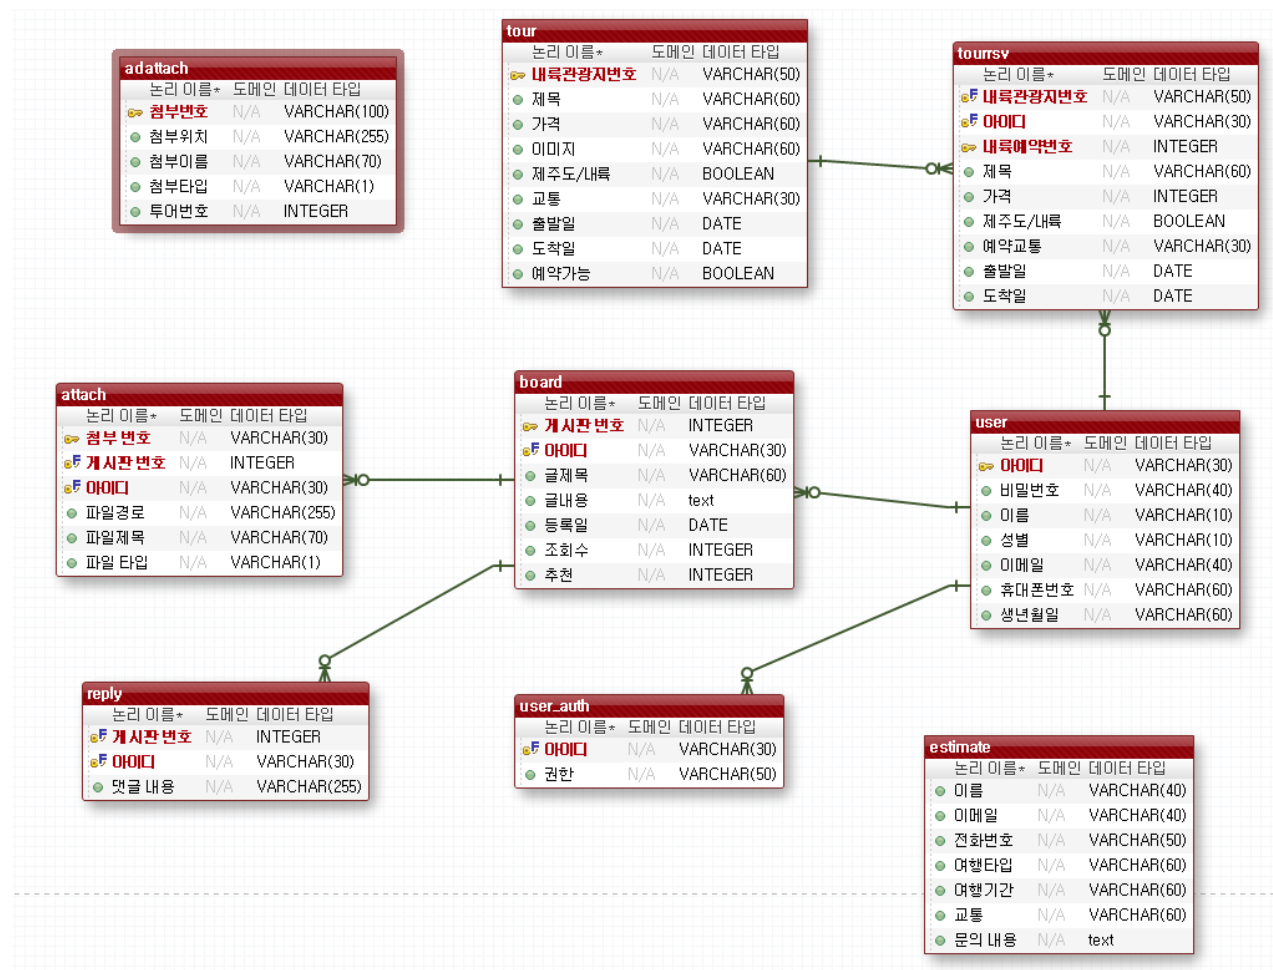 adattach
논리 이름* 도메인 데이터 타입
첨부번호 N/A VARCHAR(100)
첨부위치 N/A VARCHAR(255)
첨부이름 N/A VARCHAR(70)
첨부타입 N/A VARCHAR(1)
투어번호 N/A INTEGER
tour
논리 이름* 도메인 데이터 타입
내륙관광지번호 N/A VARCHAR(50)
제목 N/A VARCHAR(60)
가격 N/A VARCHAR(60)
이미지 N/A VARCHAR(60)
제주도/내륙 N/A BOOLEAN
교통 N/A VARCHAR(30)
출발일 N/A DATE
도착일 N/A DATE
예약가능 N/A BOOLEAN
tourrsv
논리 이름* 도메인 데이터 타입
내륙관광지번호 N/A VARCHAR(50)
아이디 N/A VARCHAR(30)
내륙예약번호 N/A INTEGER
제목 N/A VARCHAR(60)
가격 N/A INTEGER
제주도/내륙 N/A BOOLEAN
예약교통 N/A VARCHAR(30)
출발일 N/A DATE
도착일 N/A DATE
attach
논리 이름* 도메인 데이터 타입
첨부 번호 N/A VARCHAR(30)
게시판 번호 N/A INTEGER
아이디 N/A VARCHAR(30)
파일경로 N/A VARCHAR(255)
파일제목 N/A VARCHAR(70)
파일 타입 N/A VARCHAR(1)
board
논리 이름* 도메인 데이터 타입
게시판 번호 N/A INTEGER
아이디 N/A VARCHAR(30)
글제목 N/A VARCHAR(60)
글내용 N/A text
등록일 N/A DATE
조회수 N/A INTEGER
추천 N/A INTEGER
user
논리 이름* 도메인 데이터 타입
아이디 N/A VARCHAR(30)
비밀번호 N/A VARCHAR(40)
이름 N/A VARCHAR(10)
성별 N/A VARCHAR(10)
이메일 N/A VARCHAR(40)
휴대폰번호 N/A VARCHAR(60)
생년월일 N/A VARCHAR(60)
reply
논리 이름* 도메인 데이터 타입
게시판 번호 N/A INTEGER
아이디 N/A VARCHAR(30)
댓글 내용 N/A VARCHAR(255)
user_auth
논리 이름* 도메인 데이터 타입
아이디 N/A VARCHAR(30)
권한 N/A VARCHAR(50)
estimate
논리 이름* 도메인 데이터 타입
이름 N/A VARCHAR(40)
이메일 N/A VARCHAR(40)
전화번호 N/A VARCHAR(50)
여행타입 N/A VARCHAR(60)
여행기간 N/A VARCHAR(60)
교통 N/A VARCHAR(60)
문의 내용 N/A text